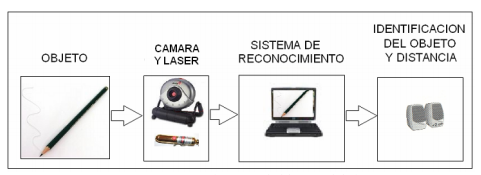 OBJETO
CAMARA
Y LASER
SISTEMA DE
RECONOCIMIENTO
IDENTIFICACION
DEL OBJETO
Y DISTANCIA